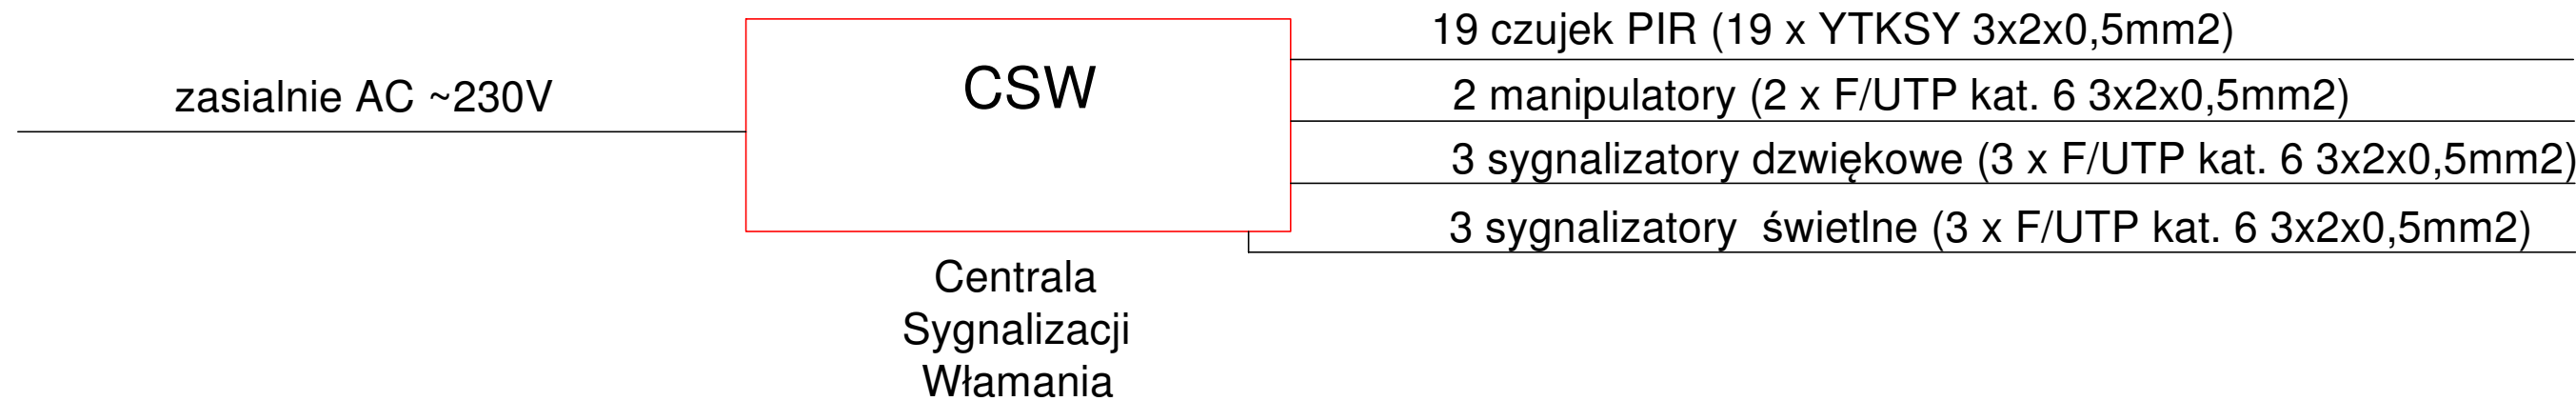 zasialnie AC ~230V
CSW
19 czujek PIR (19 x YTKSY 3x2x0,5mm2)
2 manipulatory (2 x F/UTP kat. 6 3x2x0,5mm2)
3 sygnalizatory dzwiękowe (3 x F/UTP kat. 6 3x2x0,5mm2)
3 sygnalizatory  świetlne (3 x F/UTP kat. 6 3x2x0,5mm2)
Centrala
Sygnalizacji
Włamania